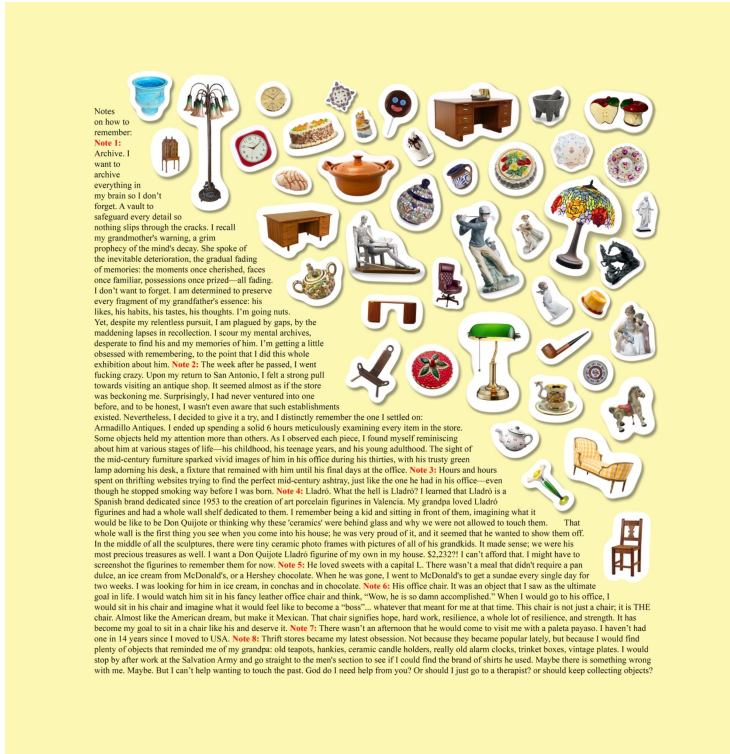 Notes
on how to
remember:
Note 1:
Archive. I
want to
archive
everything in
my brain so I don’t
forget. A vault to
safeguard every detail so
nothing slips through the cracks. I recall
my grandmother's warning, a grim
prophecy of the mind's decay. She spoke of
the inevitable deterioration, the gradual fading
of memories: the moments once cherished, faces
once familiar, possessions once prized—all fading.
I don’t want to forget. I am determined to preserve
every fragment of my grandfather's essence: his
likes, his habits, his tastes, his thoughts. I’m going nuts.
Yet, despite my relentless pursuit, I am plagued by gaps, by the
maddening lapses in recollection. I scour my mental archives,
desperate to find his and my memories of him. I’m getting a little
obsessed with remembering, to the point that I did this whole
exhibition about him. Note 2: The week after he passed, I went
fucking crazy. Upon my return to San Antonio, I felt a strong pull
towards visiting an antique shop. It seemed almost as if the store
was beckoning me. Surprisingly, I had never ventured into one
before, and to be honest, I wasn't even aware that such establishments
existed. Nevertheless, I decided to give it a try, and I distinctly remember the one I settled on:
Armadillo Antiques. I ended up spending a solid 6 hours meticulously examining every item in the store.
Some objects held my attention more than others. As I observed each piece, I found myself reminiscing
about him at various stages of life—his childhood, his teenage years, and his young adulthood. The sight of
the mid-century furniture sparked vivid images of him in his office during his thirties, with his trusty green
lamp adorning his desk, a fixture that remained with him until his final days at the office. Note 3: Hours and hours
spent on thrifting websites trying to find the perfect mid-century ashtray, just like the one he had in his office—even
though he stopped smoking way before I was born. Note 4: Lladró. What the hell is Lladró? I learned that Lladró is a
Spanish brand dedicated since 1953 to the creation of art porcelain figurines in Valencia. My grandpa loved Lladró
figurines and had a whole wall shelf dedicated to them. I remember being a kid and sitting in front of them, imagining what it
would be like to be Don Quijote or thinking why these 'ceramics' were behind glass and why we were not allowed to touch them. That
whole wall is the first thing you see when you come into his house; he was very proud of it, and it seemed that he wanted to show them off.
In the middle of all the sculptures, there were tiny ceramic photo frames with pictures of all of his grandkids. It made sense; we were his
most precious treasures as well. I want a Don Quijote Lladró figurine of my own in my house. $2,232?! I can’t afford that. I might have to
screenshot the figurines to remember them for now. Note 5: He loved sweets with a capital L. There wasn’t a meal that didn't require a pan
dulce, an ice cream from McDonald's, or a Hershey chocolate. When he was gone, I went to McDonald's to get a sundae every single day for
two weeks. I was looking for him in ice cream, in conchas and in chocolate. Note 6: His office chair. It was an object that I saw as the ultimate
goal in life. I would watch him sit in his fancy leather office chair and think, “Wow, he is so damn accomplished.” When I would go to his office, I
would sit in his chair and imagine what it would feel like to become a “boss”... whatever that meant for me at that time. This chair is not just a chair; it is THE
chair. Almost like the American dream, but make it Mexican. That chair signifies hope, hard work, resilience, a whole lot of resilience, and strength. It has
become my goal to sit in a chair like his and deserve it. Note 7: There wasn’t an afternoon that he would come to visit me with a paleta payaso. I haven’t had
one in 14 years since I moved to USA. Note 8: Thrift stores became my latest obsession. Not because they became popular lately, but because I would find
plenty of objects that reminded me of my grandpa: old teapots, hankies, ceramic candle holders, really old alarm clocks, trinket boxes, vintage plates. I would
stop by after work at the Salvation Army and go straight to the men's section to see if I could find the brand of shirts he used. Maybe there is something wrong
with me. Maybe. But I can’t help wanting to touch the past. God do I need help from you? Or should I just go to a therapist? or should keep collecting objects?